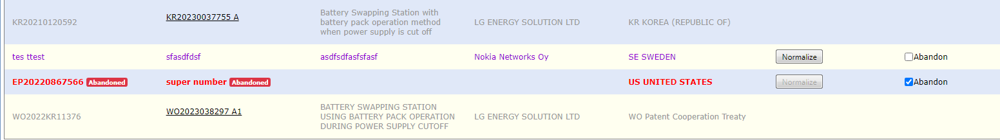 KR20210120592 KR20230037755 A Battery Swapping Station with battery pack operation method when power supply is cut off LG ENERGY SOLUTION LTD KR KOREA (REPUBLIC OF)
tes ttest sfasdfdsf asdfsdfasfsfasf Nokia Networks Oy SE SWEDEN Normalize Abandon
EP20220867566 Abandoned super number Abandoned US UNITED STATES Normalize Abandon
WO2022KR11376 WO2023038297 A1 BATTERY SWAPPING STATION USING BATTERY PACK OPERATION DURING POWER SUPPLY CUTOFF LG ENERGY SOLUTION LTD WO Patent Cooperation Treaty